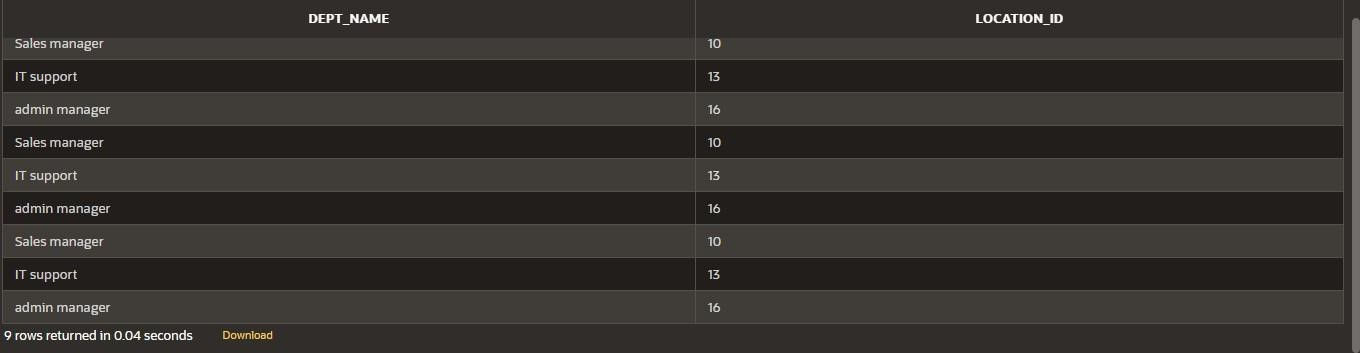 DEPT_NAME LOCATION_ID
Sales manager 10
IT support 13
admin manager 16
Sales manager 10
IT support 13
admin manager 16
Sales manager 10
IT support 13
admin manager 16
9 rows returned in 0.04 seconds Download